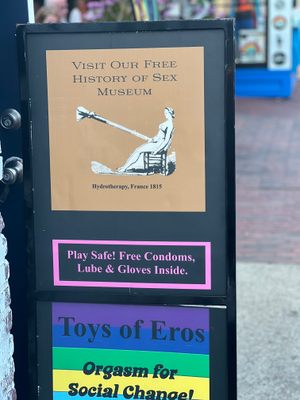 Visit Our Free
History of Sex
Museum
Hydrotherapy, France 1815
Play Safe! Free Condoms,
Lube & Gloves Inside.
Toys of Eros
Orgasm for
Social Change!